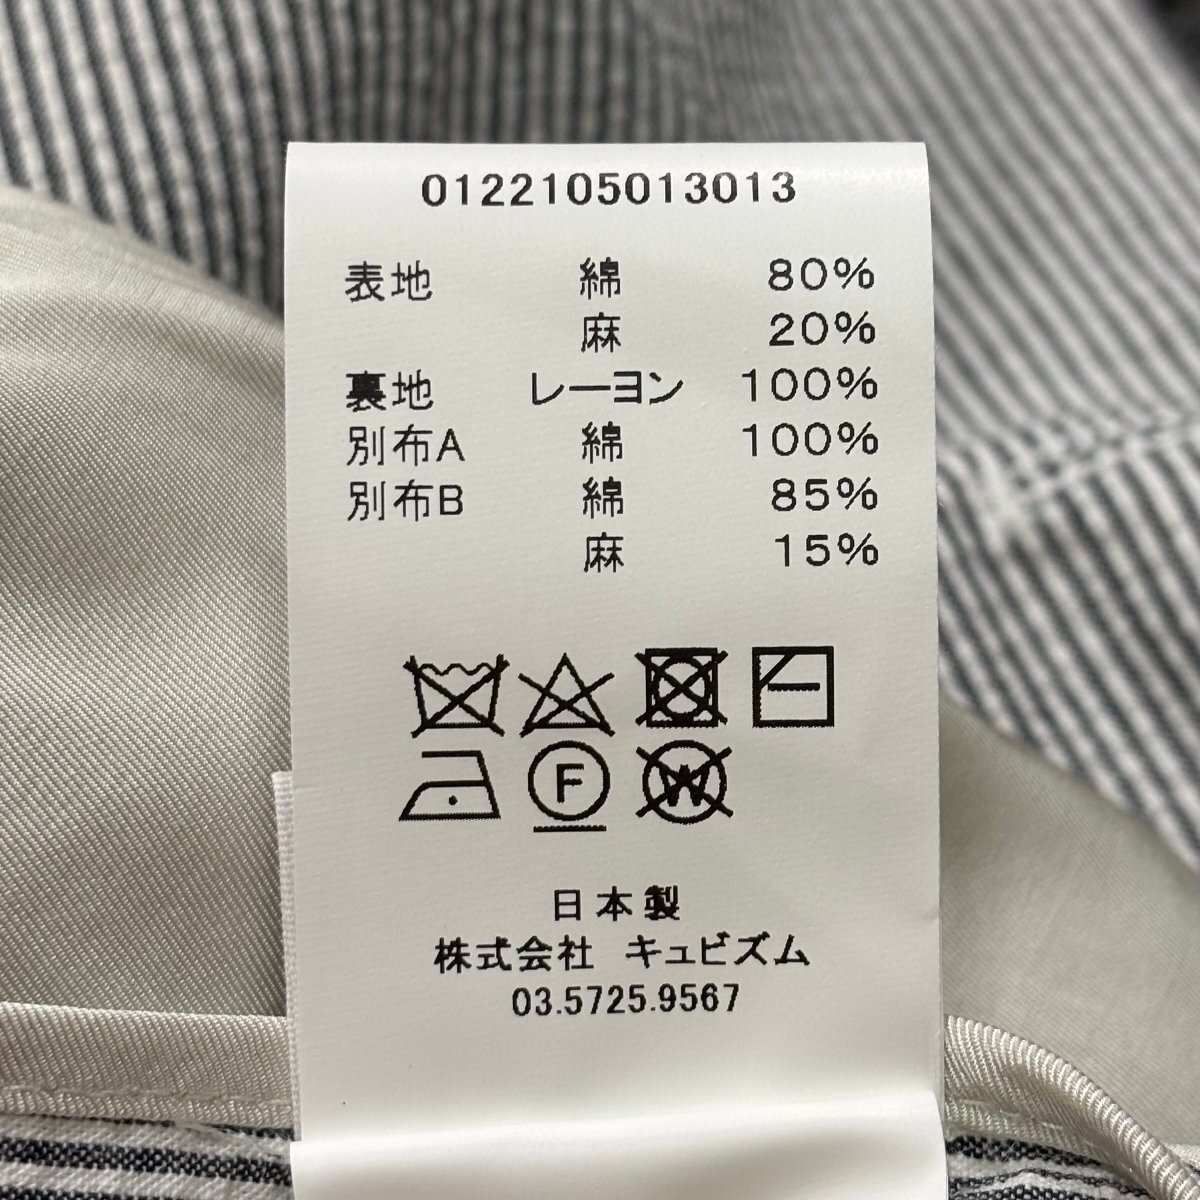 0122105013013
表地 綿 80%
麻 20%
裏地 レーヨン 100%
別布A 綿 100%
別布B 綿 85%
麻 15%
F
W
日本製
株式会社 キュビズム
03.5725.9567